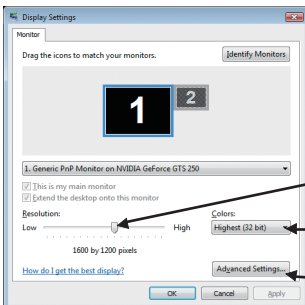 Display Settings
Monitor
Drag the icons to match your monitors.
Identify Monitors
1
2
1. Generic PnP Monitor on NVIDIA GeForce GTS 250
This is my main monitor
Extend the desktop onto this monitor
Resolution:
Colors:
Low
High
Highest (32 bit)
1600 by 1200 pixels
How do I get the best display?
Advanced Settings...
OK
Cancel
Apply